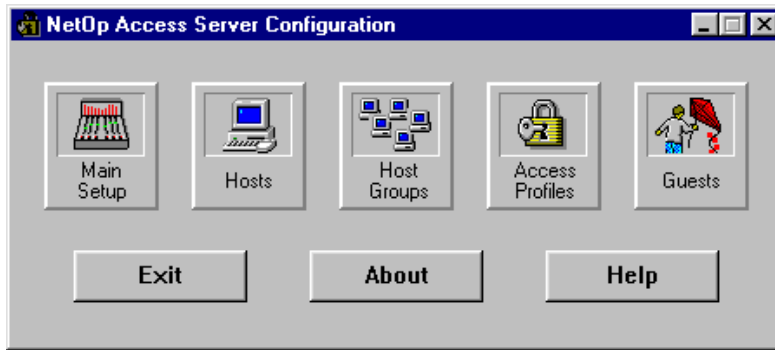 NetOp Access Server Configuration
Main
Setup
Hosts
Host
Groups
Access
Profiles
Guests
Exit
About
Help